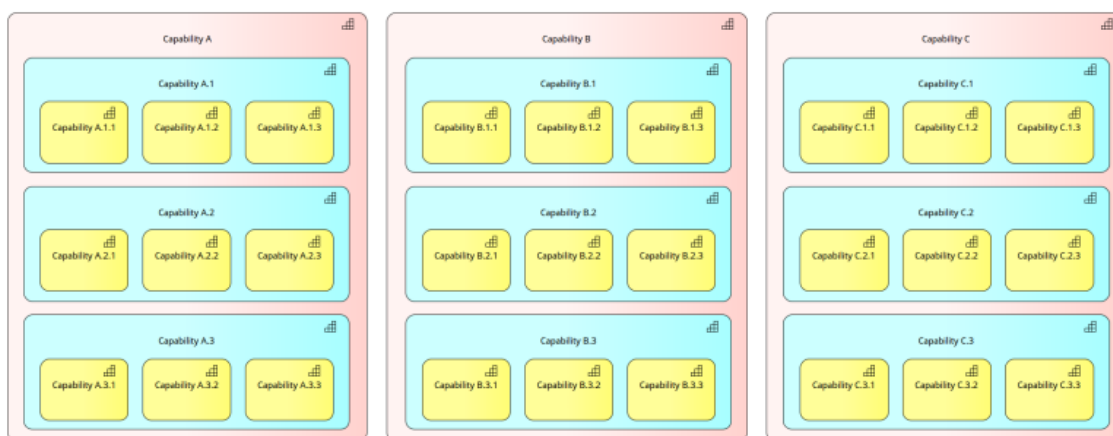 Capability A
Capability A.1
Capability A.1.1
Capability A.1.2
Capability A.1.3
Capability A.2
Capability A.2.1
Capability A.2.2
Capability A.2.3
Capability A.3
Capability A.3.1
Capability A.3.2
Capability A.3.3
Capability B
Capability B.1
Capability B.1.1
Capability B.1.2
Capability B.1.3
Capability B.2
Capability B.2.1
Capability B.2.2
Capability B.2.3
Capability B.3
Capability B.3.1
Capability B.3.2
Capability B.3.3
Capability C
Capability C.1
Capability C.1.1
Capability C.1.2
Capability C.1.3
Capability C.2
Capability C.2.1
Capability C.2.2
Capability C.2.3
Capability C.3
Capability C.3.1
Capability C.3.2
Capability C.3.3